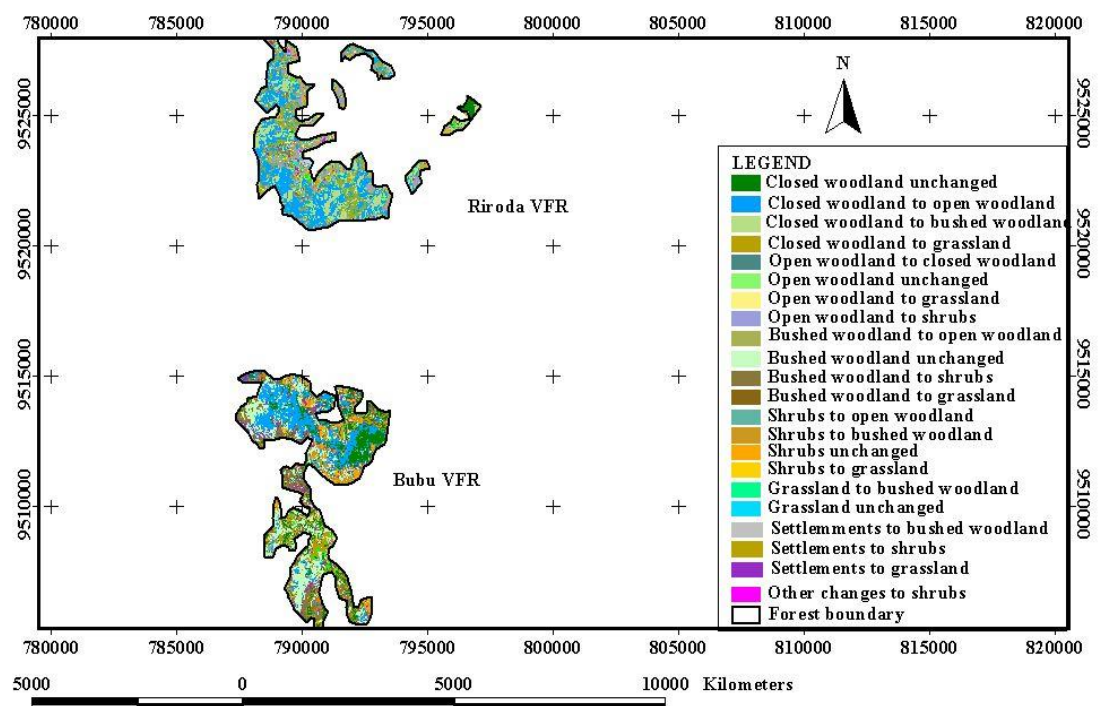 780000 785000 790000 795000 800000 805000 810000 815000 820000
N
9525000 9525000
LEGEND
Closed woodland unchanged
Closed woodland to open woodland
Closed woodland to bushed woodland
Closed woodland to grassland
Open woodland to closed woodland
Open woodland unchanged
Open woodland to grassland
Open woodland to shrubs
Bushed woodland to open woodland
Bushed woodland unchanged
Bushed woodland to shrubs
Bushed woodland to grassland
Shrubs to open woodland
Shrubs to bushed woodland
Shrubs unchanged
Shrubs to grassland
Grassland to bushed woodland
Grassland unchanged
Settlemments to bushed woodland
Settlements to shrubs
Settlements to grassland
Other changes to shrubs
Forest boundary
Riroda VFR
9520000 9520000
9515000 9515000
Bubu VFR
9510000 9510000
780000 785000 790000 795000 800000 805000 810000 815000 820000
5000 0 5000 10000 Kilometers